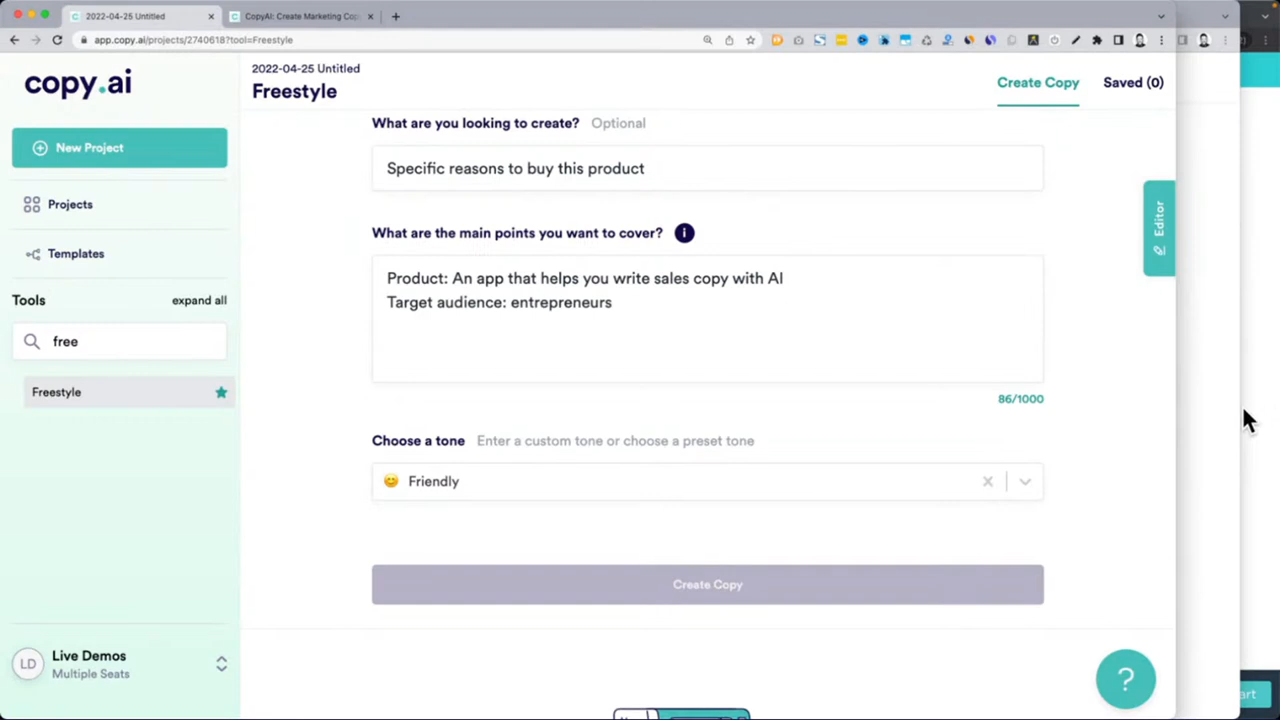 2022-04-25 Untitled
CopyAI: Create Marketing Cop
app.copy.ai/projects/2740618?tool=Freestyle
copy.ai
New Project
Projects
Templates
Tools
expand all
free
Freestyle
Live Demos
LD
Multiple Seats
2022-04-25 Untitled
Freestyle
Create Copy
Saved (0)
What are you looking to create? Optional
Specific reasons to buy this product
What are the main points you want to cover? i
Product: An app that helps you write sales copy with AI
Target audience: entrepreneurs
86/1000
Choose a tone Enter a custom tone or choose a preset tone
😊 Friendly
Create Copy
Editor
?
art